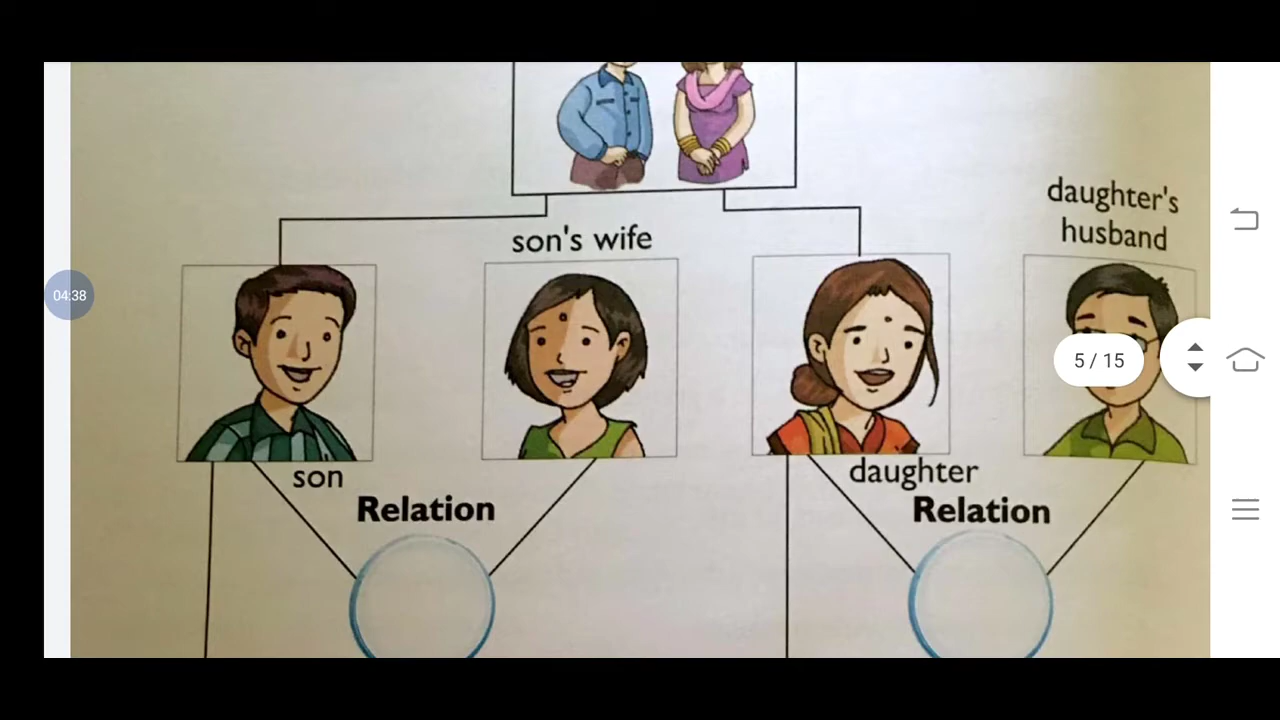 daughter's
husband
son's wife
04:38
5 / 15
son
daughter
Relation
Relation